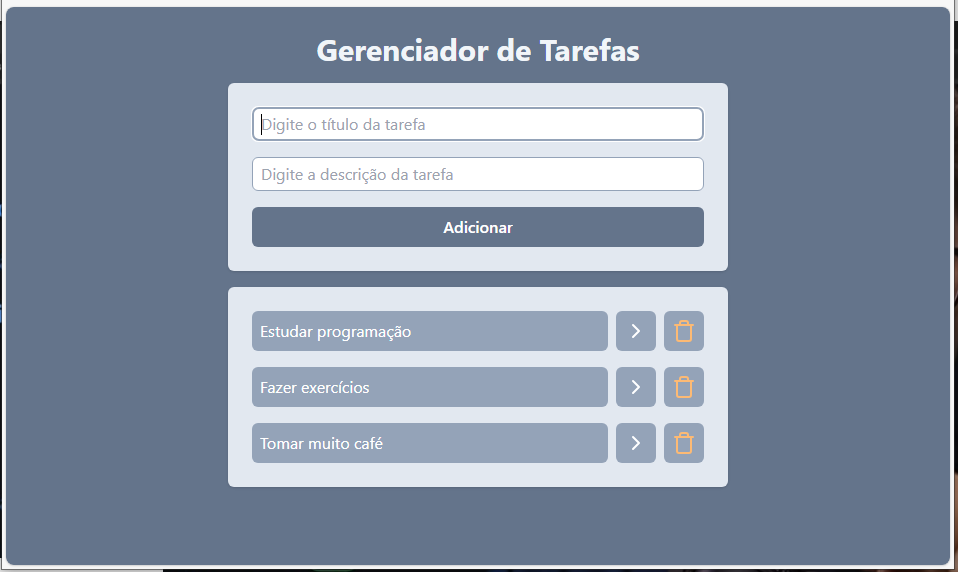 Gerenciador de Tarefas
Digite o título da tarefa
Digite a descrição da tarefa
Adicionar
Estudar programação
Fazer exercícios
Tomar muito café